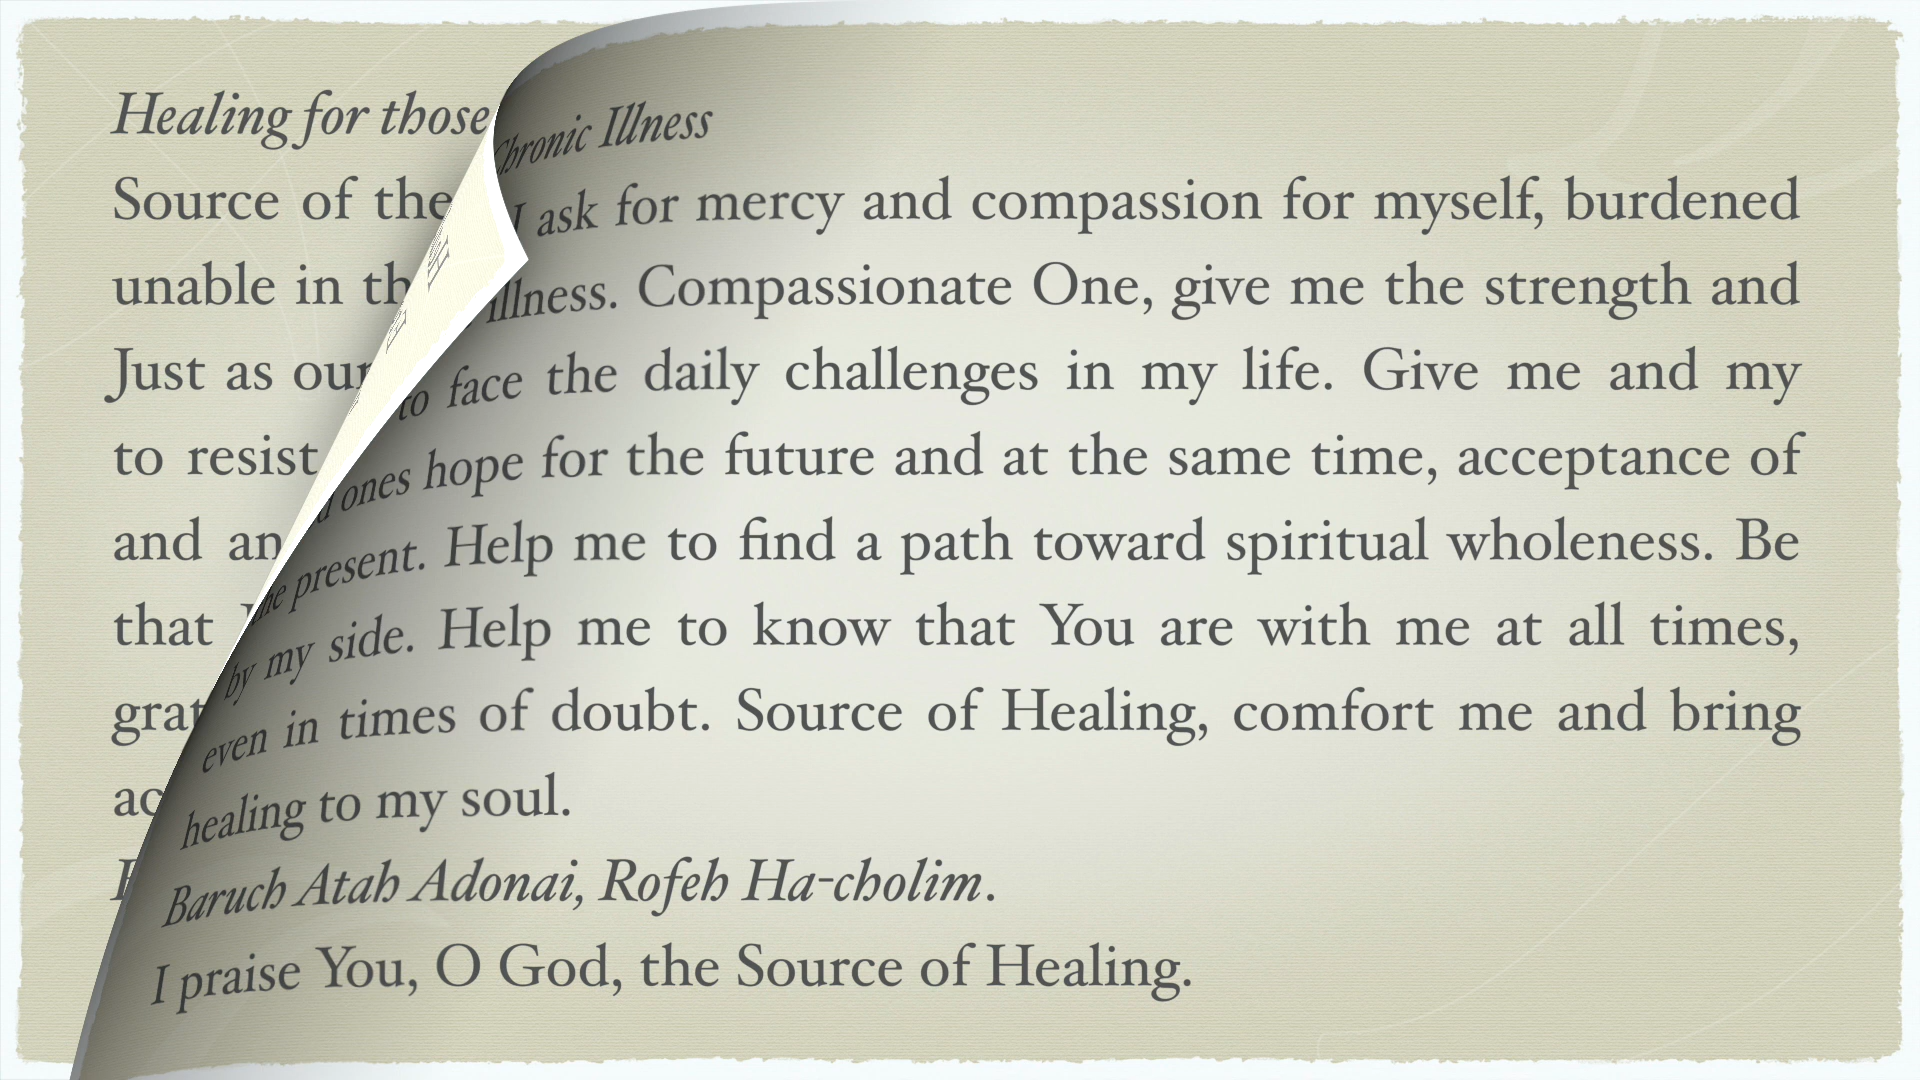 Healing for those Chronic Illness
Source of the I ask for mercy and compassion for myself, burdened
unable in illness. Compassionate One, give me the strength and
Just as our to face the daily challenges in my life. Give me and my
to resist ones hope for the future and at the same time, acceptance of
and present. Help me to find a path toward spiritual wholeness. Be
that by my side. Help me to know that You are with me at all times,
even in times of doubt. Source of Healing, comfort me and bring
healing to my soul.
Baruch Atah Adonai, Rofeh Ha-cholim.
I praise You, O God, the Source of Healing.